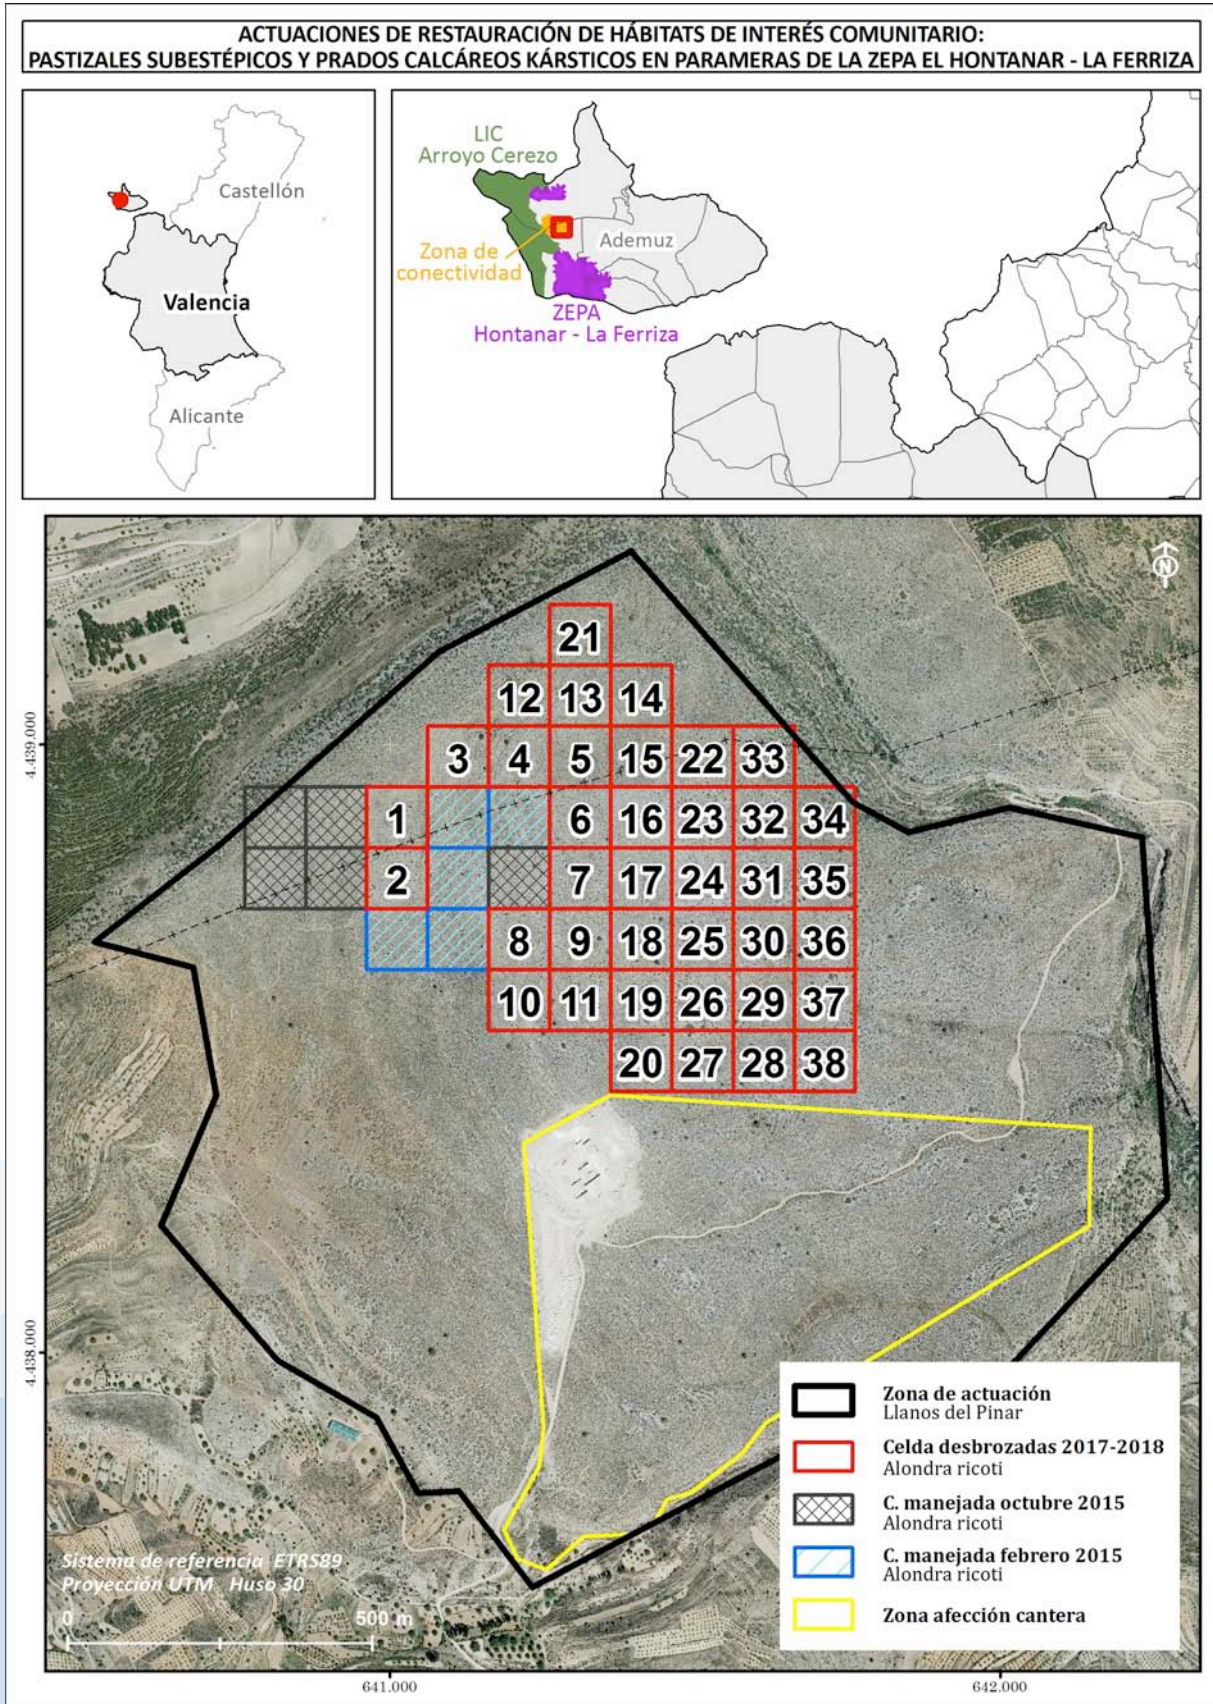 ACTUACIONES DE RESTAURACIÓN DE HÁBITATS DE INTERÉS COMUNITARIO:
PASTIZALES SUBESTÉPICOS Y PRADOS CALCÁREOS KÁRSTICOS EN PARAMERAS DE LA ZEPA EL HONTANAR - LA FERRIZA
Castellón
Valencia
Alicante
LIC
Arroyo Cerezo
Zona de
conectividad
Ademuz
ZEPA
Hontanar - La Ferriza
N
21
12 13 14
3 4 5 15 22 33
1 6 16 23 32 34
2 7 17 24 31 35
8 9 18 25 30 36
10 11 19 26 29 37
20 27 28 38
4.439.000
4.438.000
Zona de actuación
Llanos del Pinar
Celda desbrozadas 2017-2018
Alondra ricoti
C. manejada octubre 2015
Alondra ricoti
C. manejada febrero 2015
Alondra ricoti
Zona afección cantera
Sistema de referencia ETRS89
Proyección UTM Huso 30
0 500 m
641.000 642.000